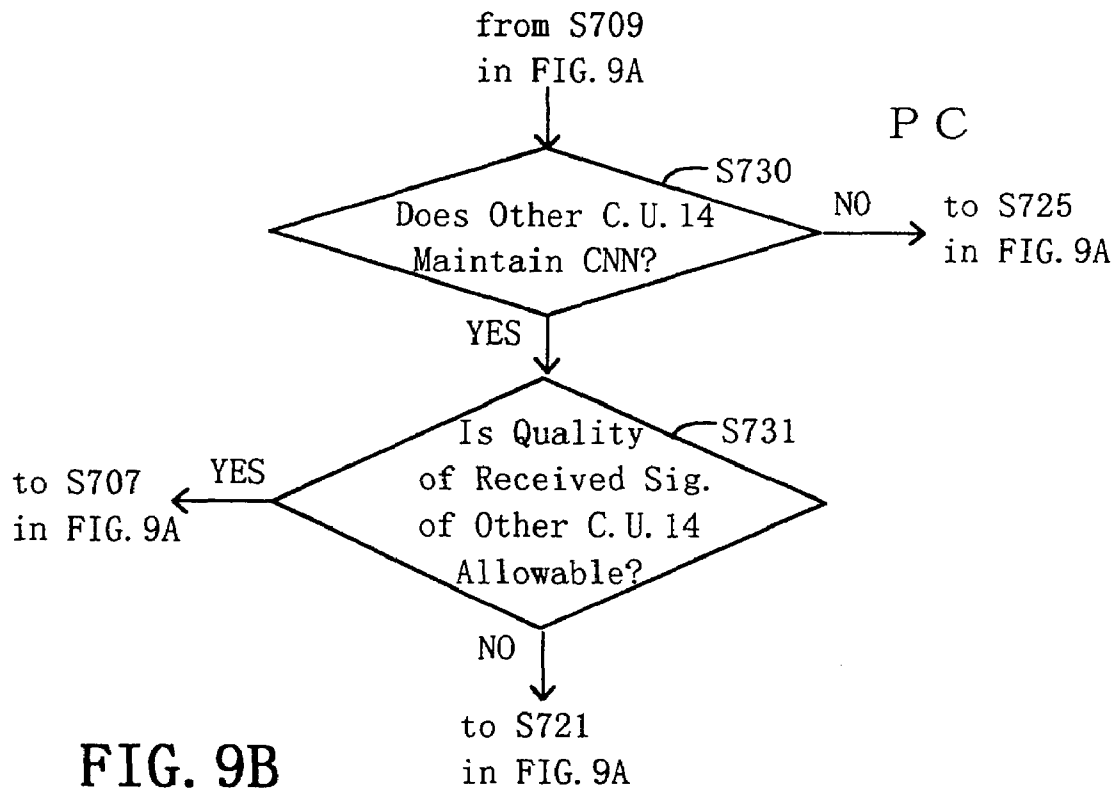 from S709
in FIG. 9A
P C
S730
Does Other C. U. 14
Maintain CNN?
NO
to S725
in FIG. 9A
YES
S731
Is Quality
of Received Sig.
of Other C. U. 14
Allowable?
YES
to S707
in FIG. 9A
NO
to S721
in FIG. 9A
FIG. 9B